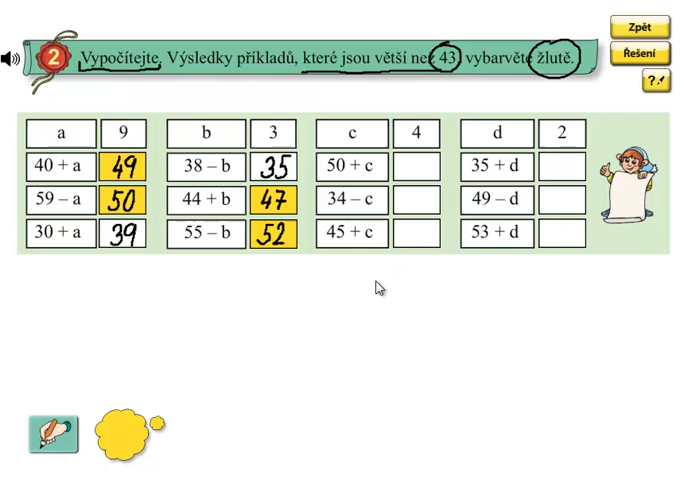 Zpět
2 Vypočítejte. Výsledky příkladů, které jsou větší než 43, vybarvěte žlutě.
Řešení
?
a 9 b 3 c 4 d 2
40 + a 49 38 – b 35 50 + c 35 + d
59 – a 50 44 + b 47 34 – c 49 – d
30 + a 39 55 – b 52 45 + c 53 + d